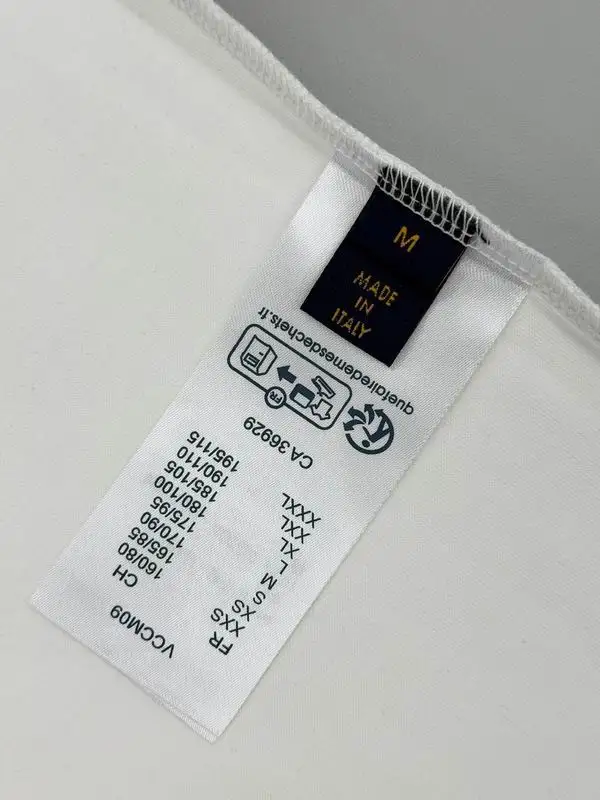 M
MADE
IN
ITALY
VCCM09
FR CH
XXS 160/80
XS 165/85
S 170/90
M 175/95
L 180/100
XL 185/105
XXL 190/110
XXXL 195/115
CA 36929
FR
quefairedemesdechets.fr